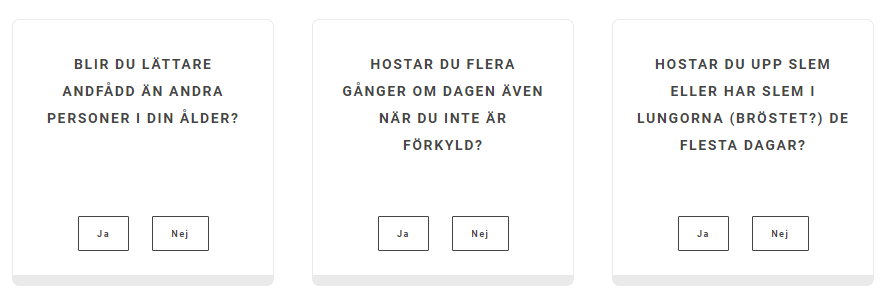 BLIR DU LÄTTARE
ANDFÅDD ÄN ANDRA
PERSONER I DIN ÅLDER?
Ja
Nej
HOSTAR DU FLERA
GÅNGER OM DAGEN ÄVEN
NÄR DU INTE ÄR
FÖRKYLD?
Ja
Nej
HOSTAR DU UPP SLEM
ELLER HAR SLEM I
LUNGORNA (BRÖSTET?) DE
FLESTA DAGAR?
Ja
Nej